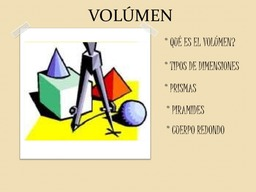 VOLÚMEN
* QUÉ ES EL VOLÚMEN?
* TIPOS DE DIMENSIONES
* PRISMAS
* PIRAMIDES
* CUERPO REDONDO